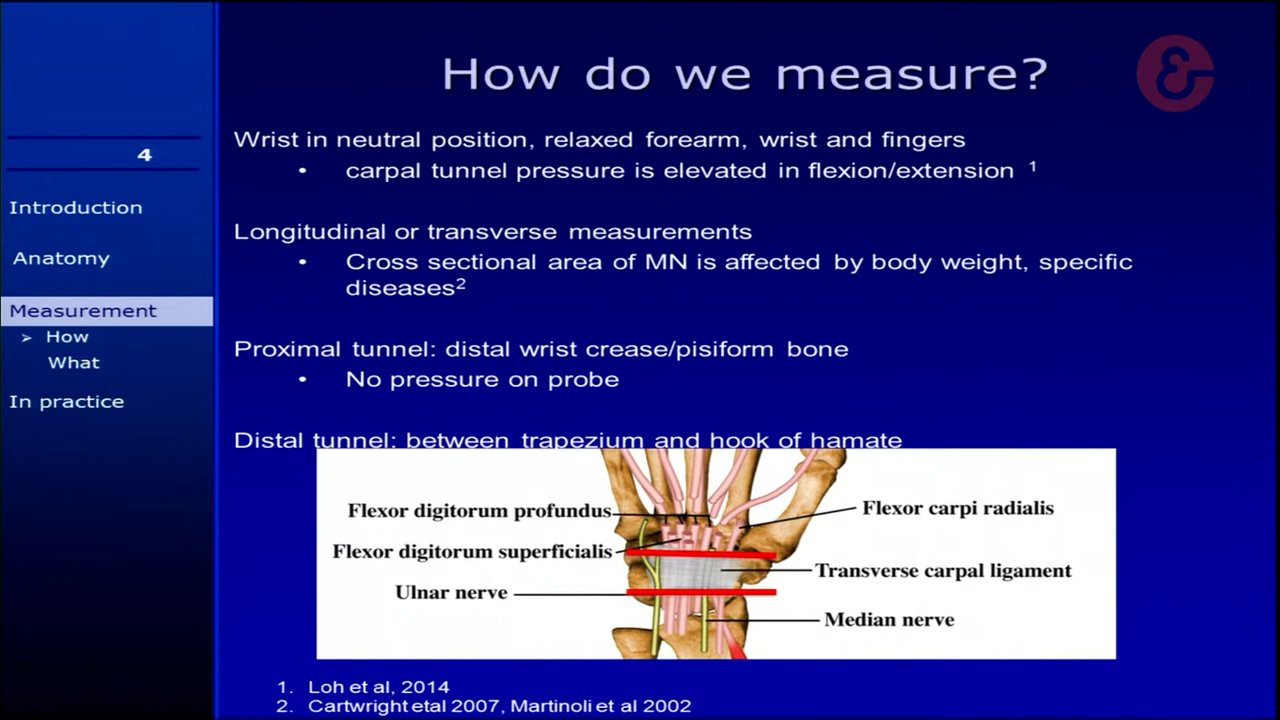 How do we measure?
4
Introduction
Anatomy
Measurement
How
What
In practice
Wrist in neutral position, relaxed forearm, wrist and fingers
• carpal tunnel pressure is elevated in flexion/extension 1
Longitudinal or transverse measurements
• Cross sectional area of MN is affected by body weight, specific
diseases2
Proximal tunnel: distal wrist crease/pisiform bone
• No pressure on probe
Distal tunnel: between trapezium and hook of hamate
Flexor digitorum profundus
Flexor digitorum superficialis
Ulnar nerve
Flexor carpi radialis
Transverse carpal ligament
Median nerve
1. Loh et al, 2014
2. Cartwright etal 2007, Martinoli et al 2002